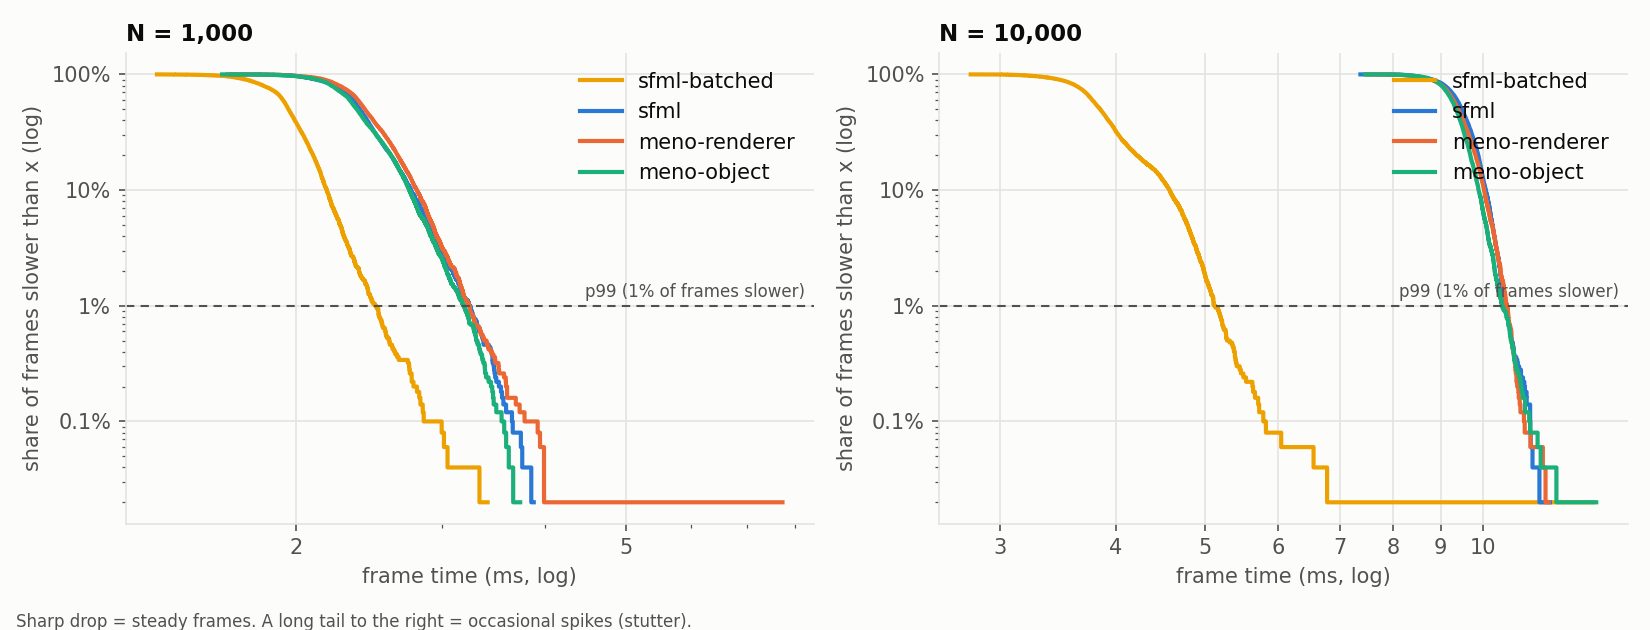 N = 1,000
share of frames slower than x (log)
100%
10%
1%
0.1%
sfml-batched
sfml
meno-renderer
meno-object
p99 (1% of frames slower)
2
5
frame time (ms, log)
N = 10,000
share of frames slower than x (log)
100%
10%
1%
0.1%
sfml-batched
sfml
meno-renderer
meno-object
p99 (1% of frames slower)
3
4
5
6
7
8
9
10
frame time (ms, log)
Sharp drop = steady frames. A long tail to the right = occasional spikes (stutter).